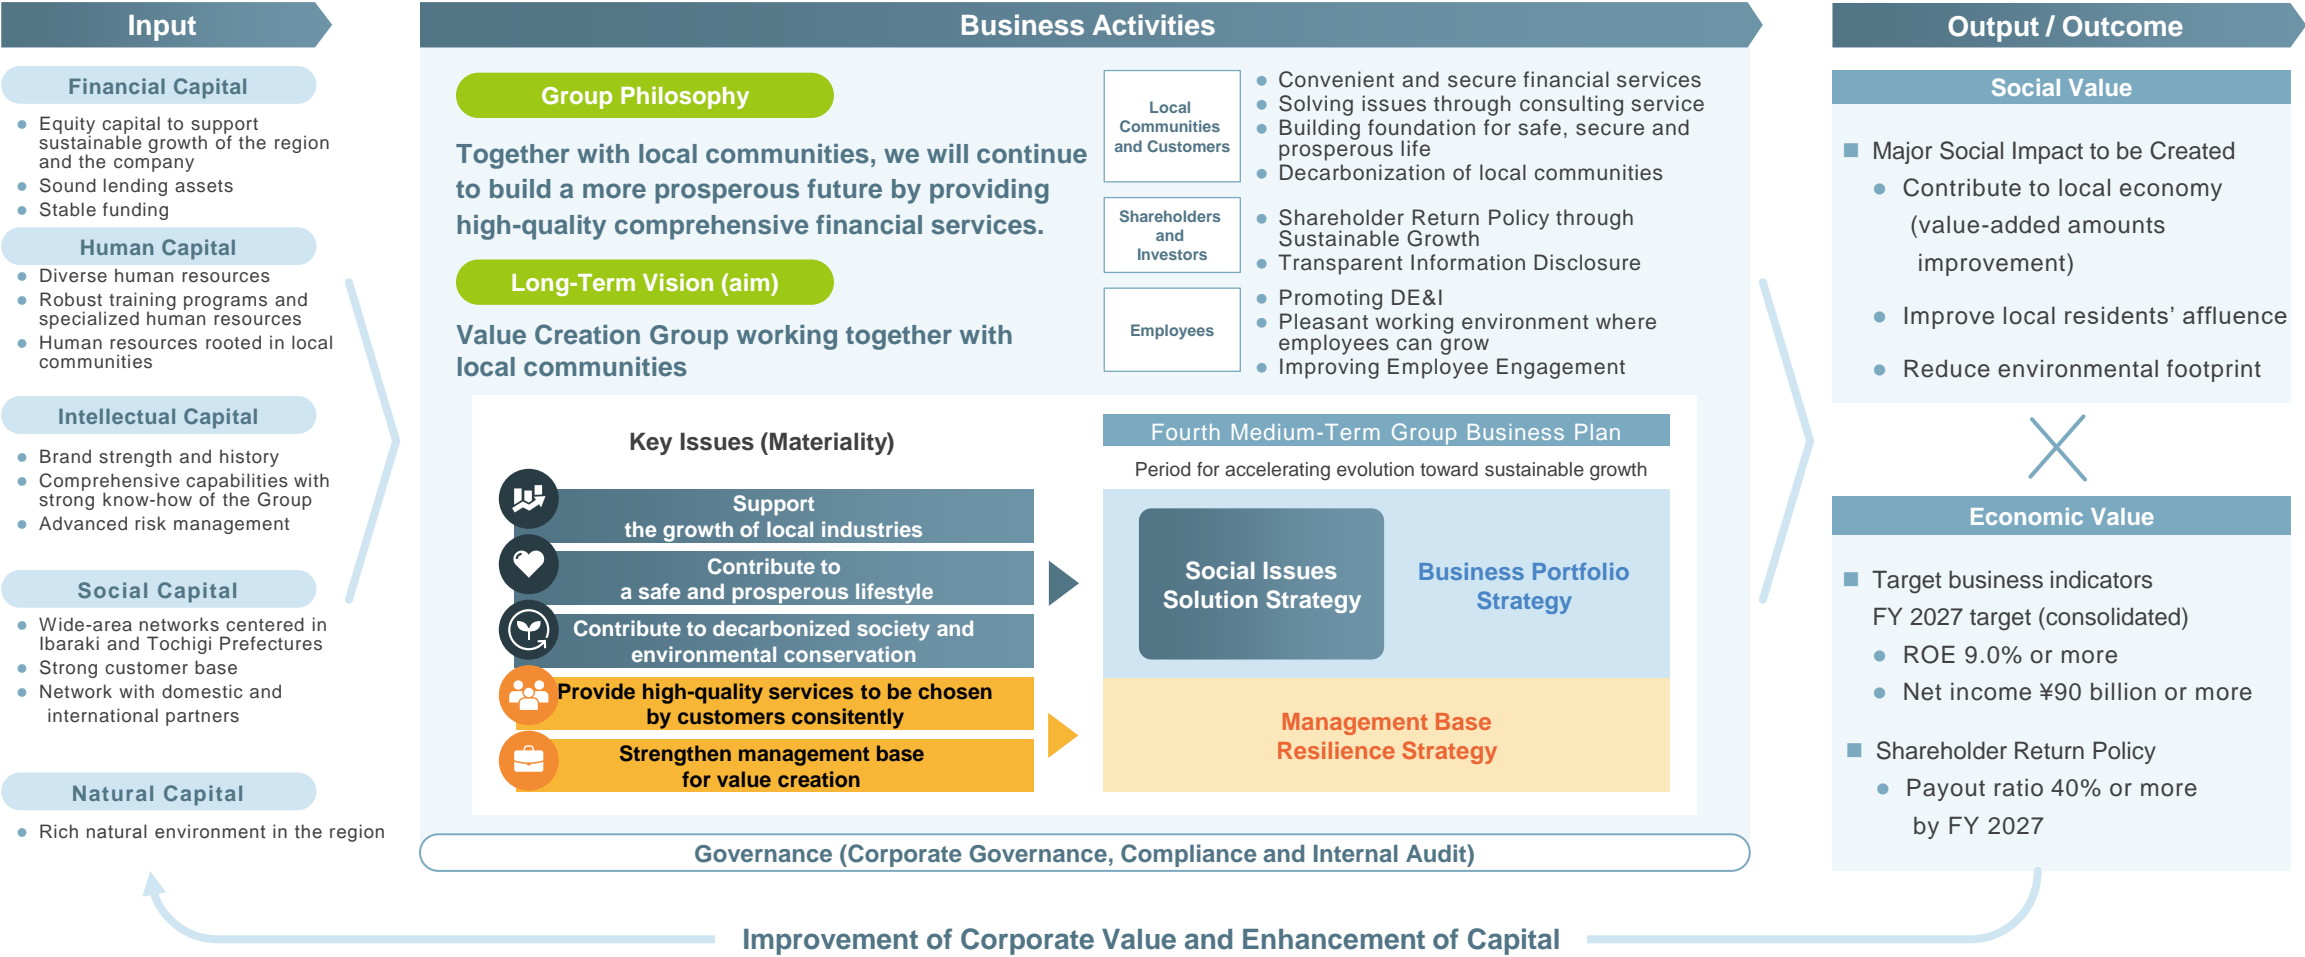 Input
Financial Capital
Equity capital to support
sustainable growth of the region
and the company
Sound lending assets
Stable funding
Human Capital
Diverse human resources
Robust training programs and
specialized human resources
Human resources rooted in local
communities
Intellectual Capital
Brand strength and history
Comprehensive capabilities with
strong know-how of the Group
Advanced risk management
Social Capital
Wide-area networks centered in
Ibaraki and Tochigi Prefectures
Strong customer base
Network with domestic and
international partners
Natural Capital
Rich natural environment in the region
Business Activities
Group Philosophy
Together with local communities, we will continue
to build a more prosperous future by providing
high-quality comprehensive financial services.
Long-Term Vision (aim)
Value Creation Group working together with
local communities
Local
Communities
and Customers
Convenient and secure financial services
Solving issues through consulting service
Building foundation for safe, secure and
prosperous life
Decarbonization of local communities
Shareholders
and
Investors
Shareholder Return Policy through
Sustainable Growth
Transparent Information Disclosure
Employees
Promoting DE&I
Pleasant working environment where
employees can grow
Improving Employee Engagement
Key Issues (Materiality)
Support
the growth of local industries
Contribute to
a safe and prosperous lifestyle
Contribute to decarbonized society and
environmental conservation
Provide high-quality services to be chosen
by customers consitently
Strengthen management base
for value creation
Fourth Medium-Term Group Business Plan
Period for accelerating evolution toward sustainable growth
Social Issues
Solution Strategy
Business Portfolio
Strategy
Management Base
Resilience Strategy
Governance (Corporate Governance, Compliance and Internal Audit)
Output / Outcome
Social Value
Major Social Impact to be Created
Contribute to local economy
(value-added amounts
improvement)
Improve local residents’ affluence
Reduce environmental footprint
Economic Value
Target business indicators
FY 2027 target (consolidated)
ROE 9.0% or more
Net income ¥90 billion or more
Shareholder Return Policy
Payout ratio 40% or more
by FY 2027
Improvement of Corporate Value and Enhancement of Capital